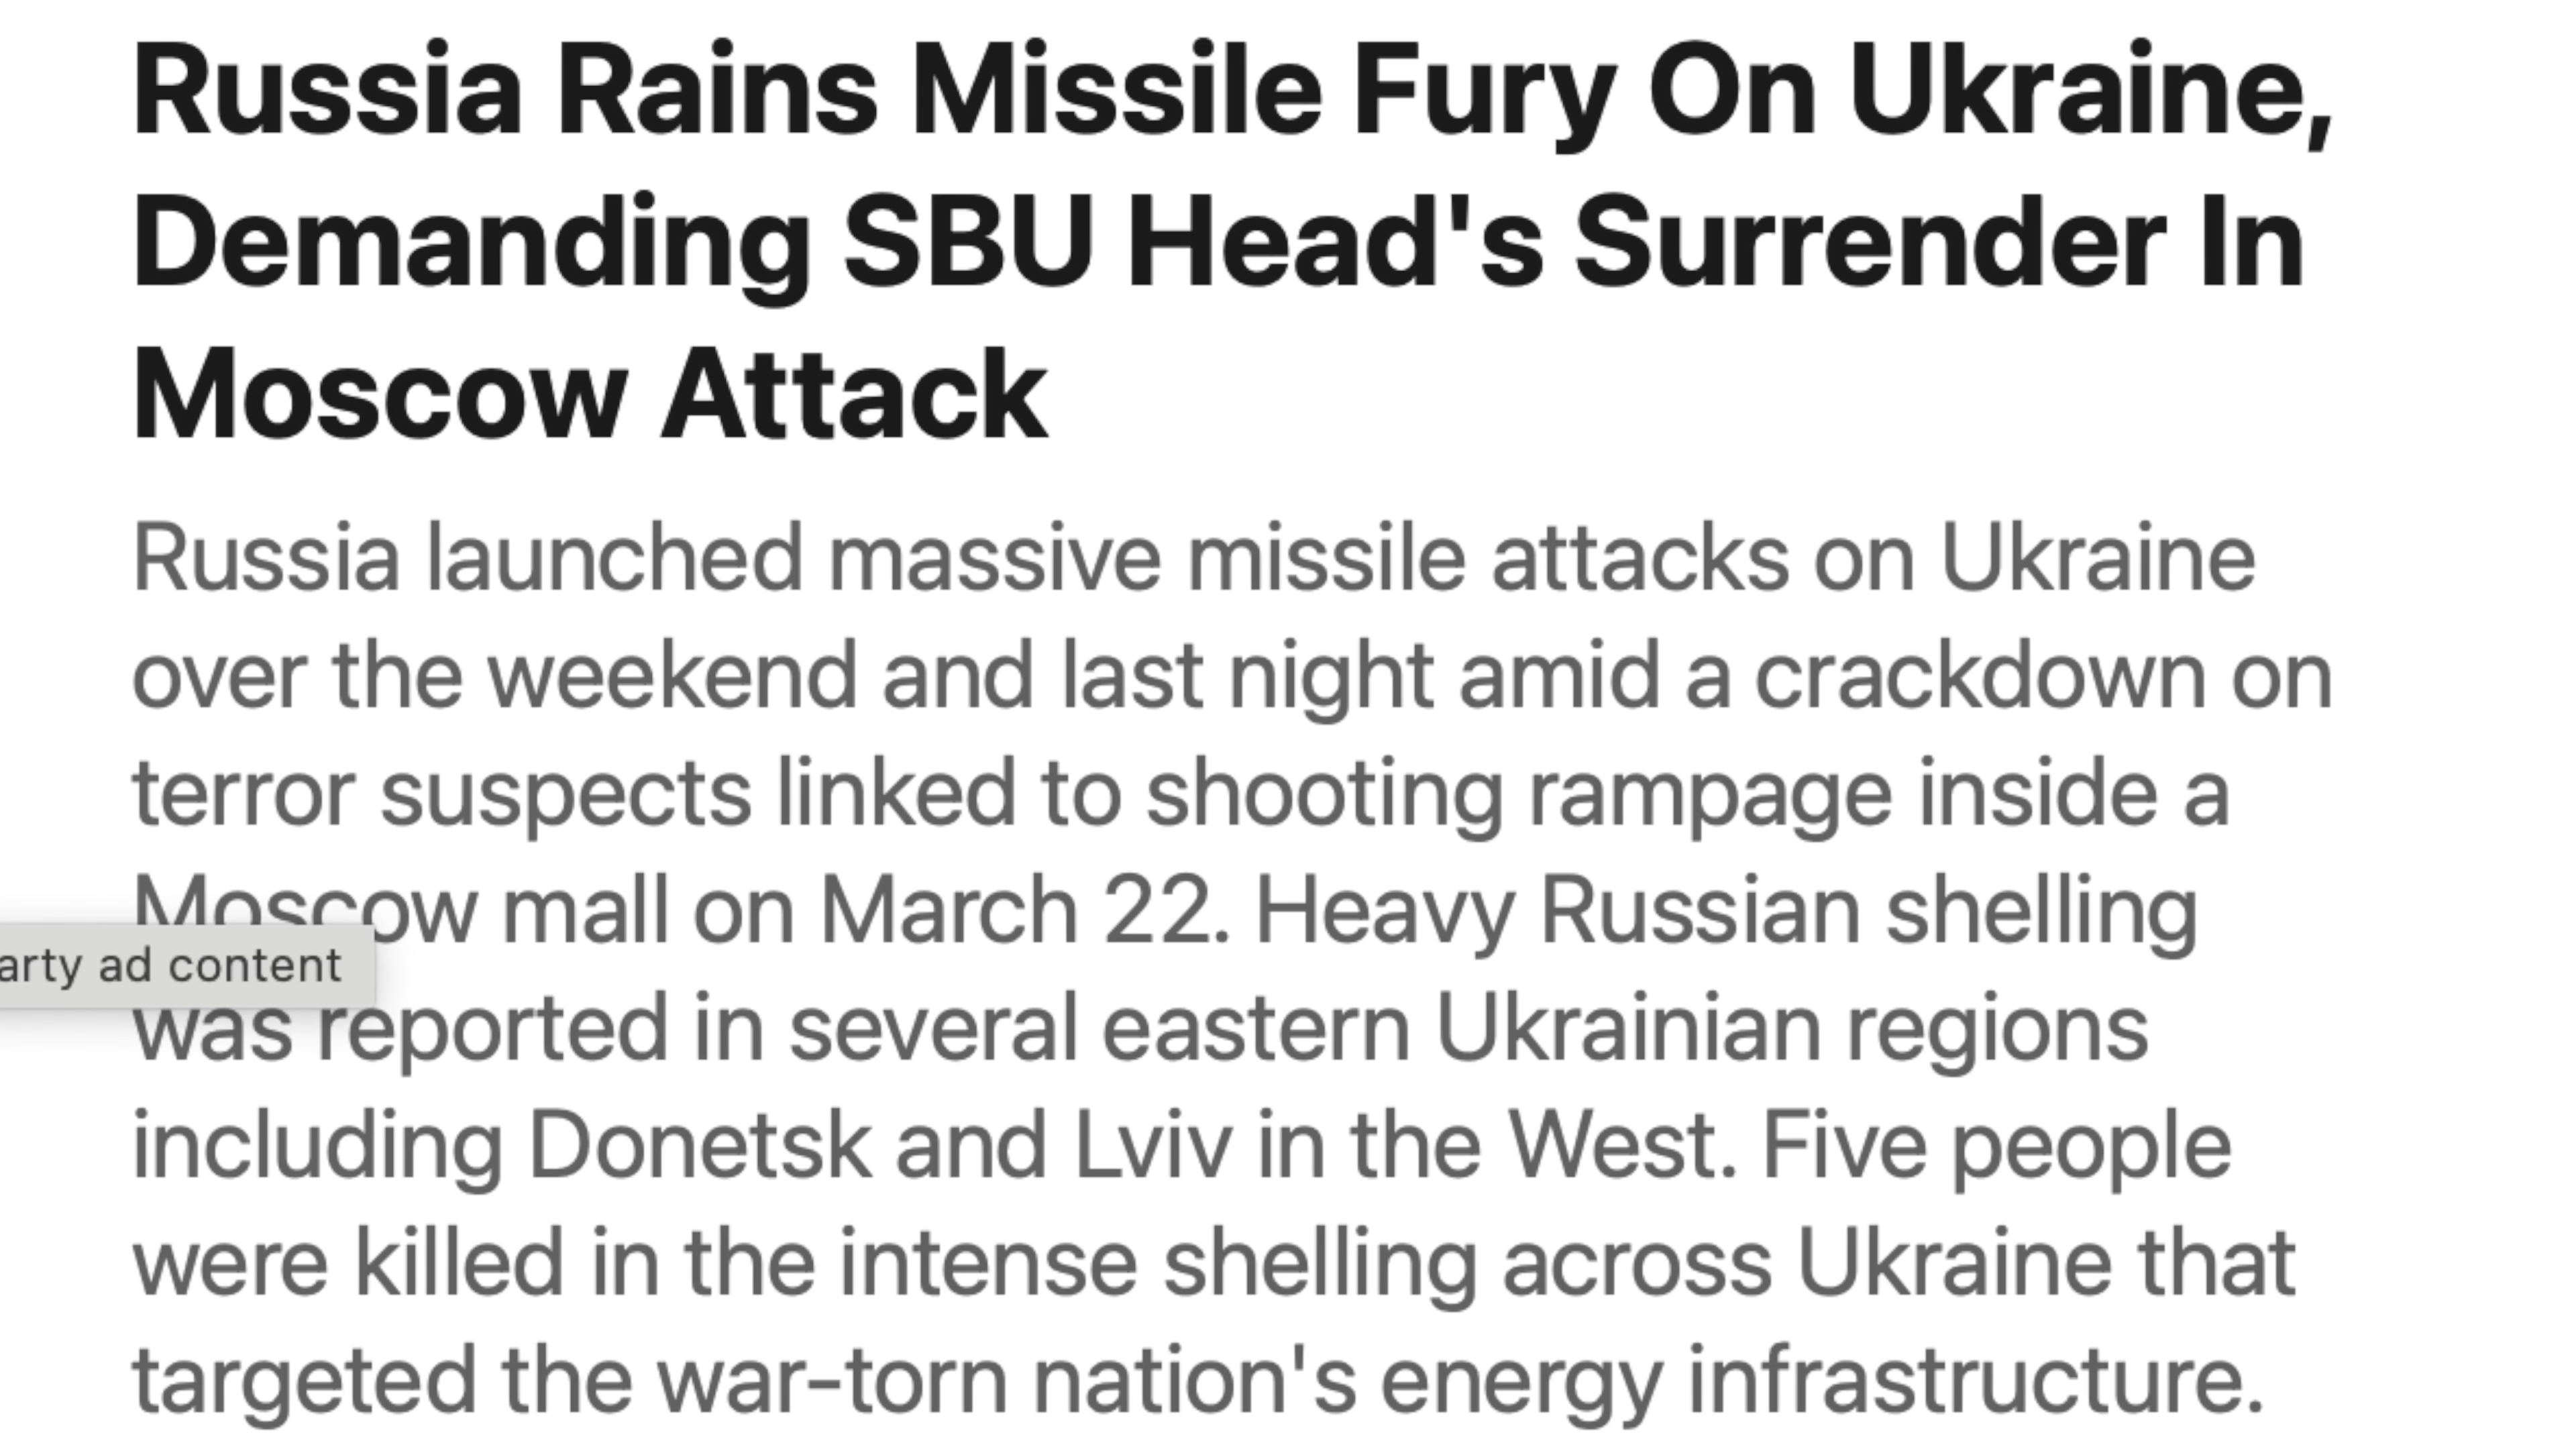 Russia Rains Missile Fury On Ukraine,
Demanding SBU Head's Surrender In
Moscow Attack
Russia launched massive missile attacks on Ukraine
over the weekend and last night amid a crackdown on
terror suspects linked to shooting rampage inside a
Moscow mall on March 22. Heavy Russian shelling
arty ad content
was reported in several eastern Ukrainian regions
including Donetsk and Lviv in the West. Five people
were killed in the intense shelling across Ukraine that
targeted the war-torn nation's energy infrastructure.